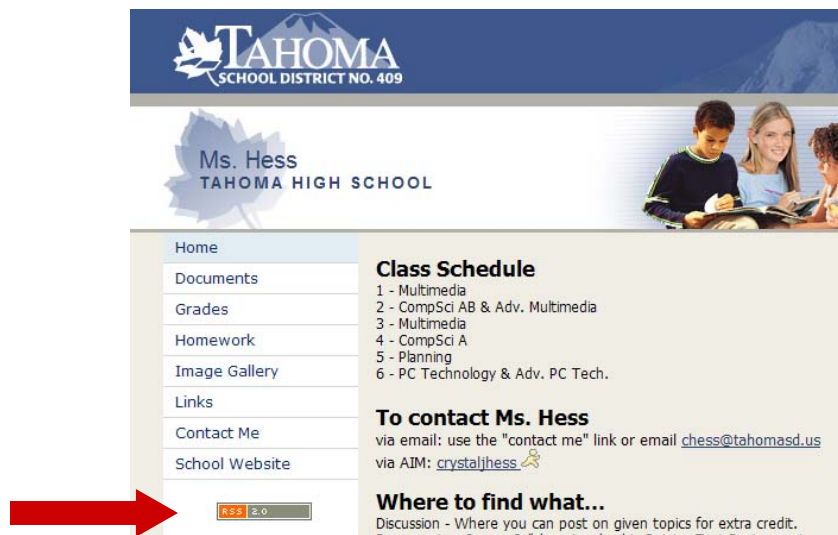 TAHOMA
SCHOOL DISTRICT NO. 409
Ms. Hess
TAHOMA HIGH SCHOOL
Home
Documents
Grades
Homework
Image Gallery
Links
Contact Me
School Website
RSS 2.0
Class Schedule
1 - Multimedia
2 - CompSci AB & Adv. Multimedia
3 - Multimedia
4 - CompSci A
5 - Planning
6 - PC Technology & Adv. PC Tech.
To contact Ms. Hess
via email: use the "contact me" link or email chess@tahomasd.us
via AIM: crystaljhess
Where to find what...
Discussion - Where you can post on given topics for extra credit.